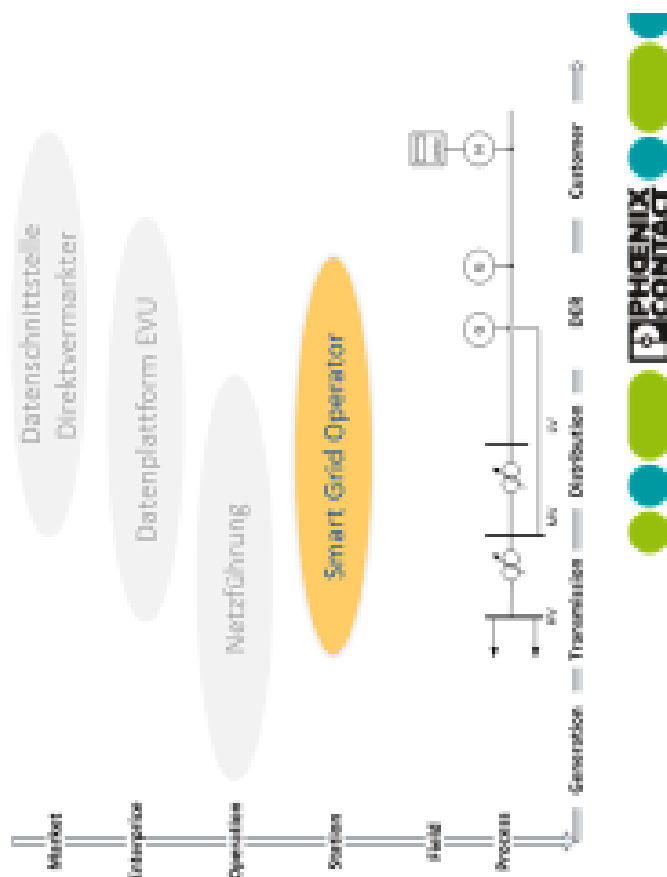 Market
Datenschnittstelle
Direktvermarkter
Enterprise
Datenplattform EVU
Operation
Netzführung
Station
Smart Grid Operator
Field
Process
HV
MV
LV
G
G
M
Generation
Transmission
Distribution
DER
Customer
PHŒNIX
CONTACT